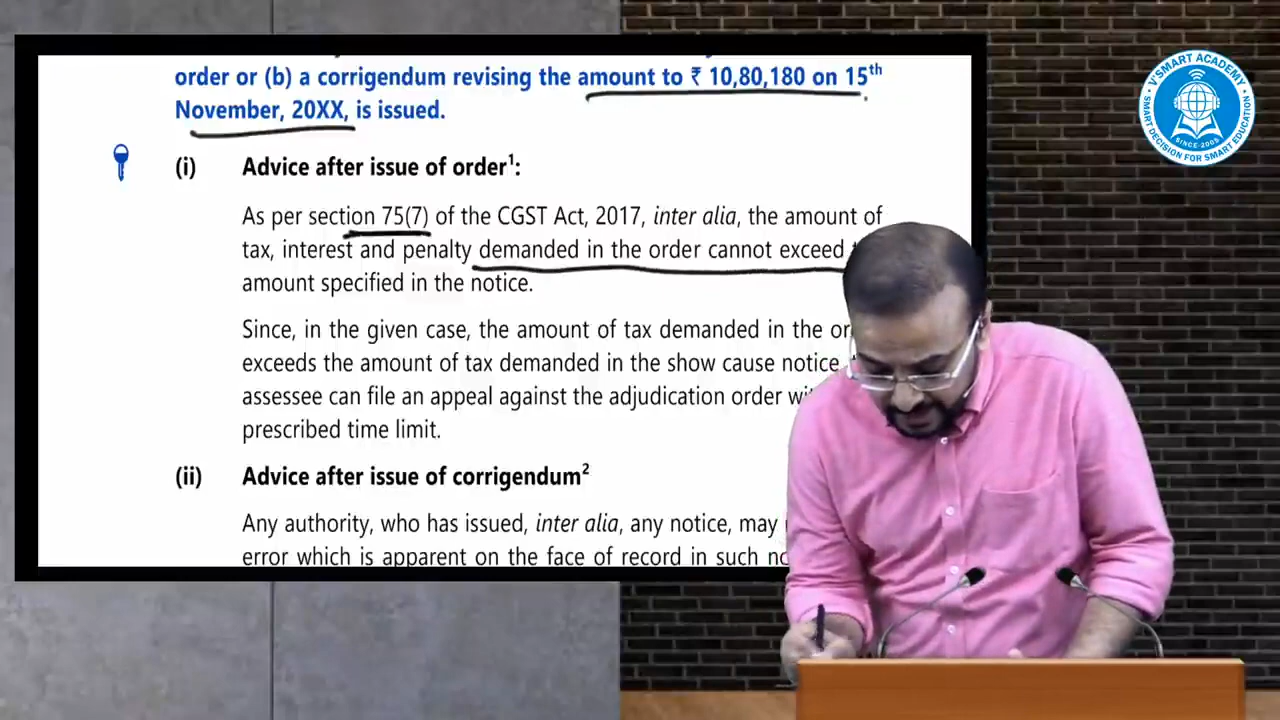 order or (b) a corrigendum revising the amount to ₹ 10,80,180 on 15th
November, 20XX, is issued.
(i) Advice after issue of order1:
As per section 75(7) of the CGST Act, 2017, inter alia, the amount of
tax, interest and penalty demanded in the order cannot exceed
amount specified in the notice.
Since, in the given case, the amount of tax demanded in the
exceeds the amount of tax demanded in the show cause notice,
assessee can file an appeal against the adjudication order
prescribed time limit.
(ii) Advice after issue of corrigendum2
Any authority, who has issued, inter alia, any notice, may
error which is apparent on the face of record in such
V'SMART ACADEMY
SINCE-2003
SMART DECISION FOR SMART EDUCATION